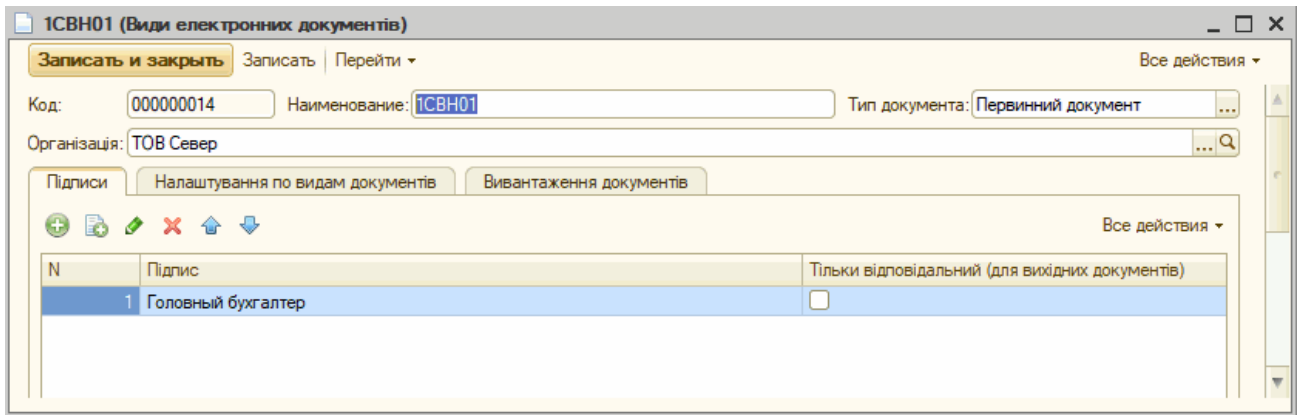 1СВН01 (Види електронних документів)
Записать и закрыть Записать Перейти Все действия
Код: 000000014 Наименование: 1СВН01 Тип документа: Первинний документ ...
Організація: ТОВ Север ...
Підписи Налаштування по видам документів Вивантаження документів
Все действия
N Підпис Тільки відповідальний (для вихідних документів)
1 Головный бухгалтер